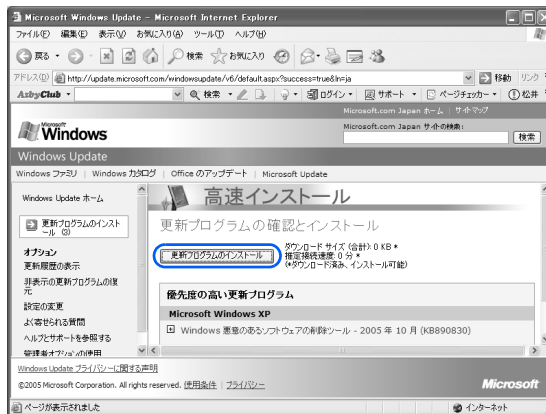 Microsoft Windows Update - Microsoft Internet Explorer
ファイル(F) 編集(E) 表示(V) お気に入り(A) ツール(T) ヘルプ(H)
戻る 検索 お気に入り
アドレス(D) http://update.microsoft.com/windowsupdate/v6/default.aspx?success=true&ln=ja 移動 リンク
AzbyClub 検索 ログイン サポート ページチェッカー 松井
Microsoft.com Japan ホーム | サイトマップ
Microsoft Windows
Microsoft.com Japan サイトの検索:
検索
Windows Update
Windows ファミリ | Windows カタログ | Office のアップデート | Microsoft Update
Windows Update ホーム
更新プログラムのインストール (3)
オプション
更新履歴の表示
非表示の更新プログラムの復元
設定の変更
よく寄せられる質問
ヘルプとサポートを参照する
管理者オプションの使用
高速インストール
更新プログラムの確認とインストール
更新プログラムのインストール
ダウンロード サイズ (合計): 0 KB *
推定接続速度: 0 分 *
(*ダウンロード済み、インストール可能)
優先度の高い更新プログラム
Microsoft Windows XP
Windows 悪意のあるソフトウェアの削除ツール - 2005 年 10 月 (KB890830)
Windows Update プライバシーに関する声明
©2005 Microsoft Corporation. All rights reserved. 使用条件 | プライバシー
Microsoft
ページが表示されました
インターネット